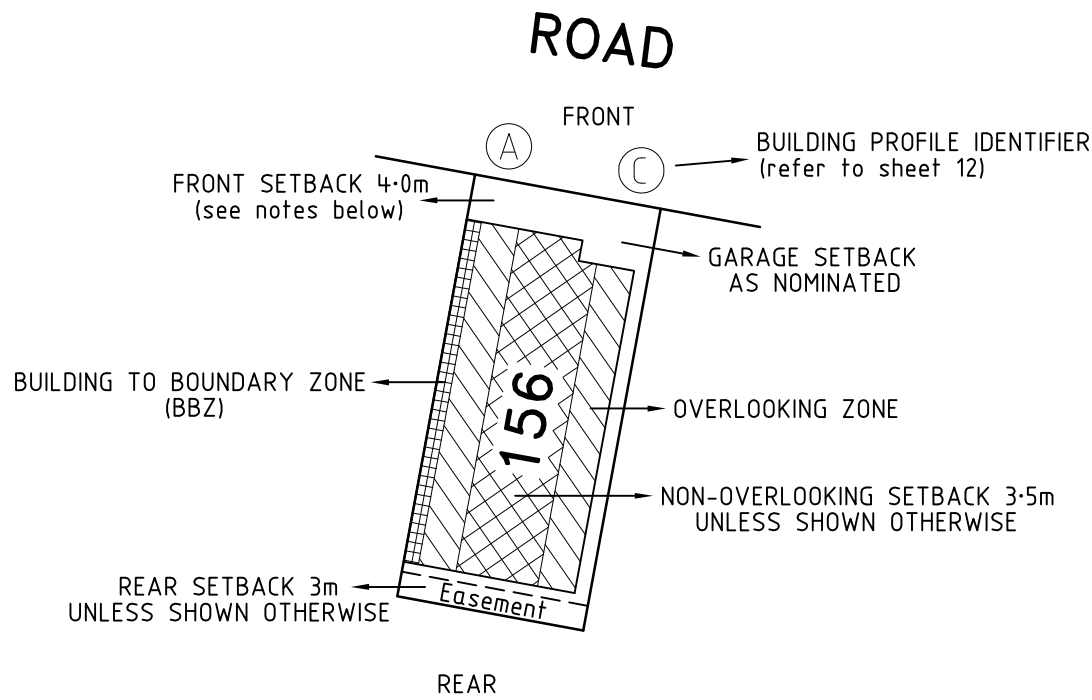 ROAD
FRONT
A
C
BUILDING PROFILE IDENTIFIER
(refer to sheet 12)
FRONT SETBACK 4·0m
(see notes below)
GARAGE SETBACK
AS NOMINATED
BUILDING TO BOUNDARY ZONE
(BBZ)
156
OVERLOOKING ZONE
NON-OVERLOOKING SETBACK 3·5m
UNLESS SHOWN OTHERWISE
REAR SETBACK 3m
UNLESS SHOWN OTHERWISE
Easement
REAR